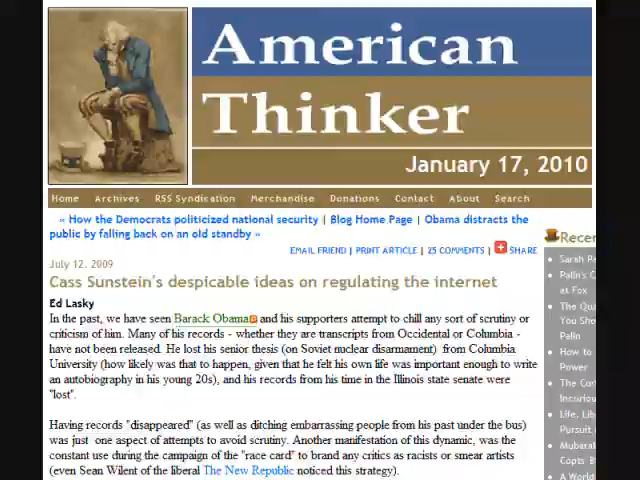 American
Thinker
January 17, 2010
Home Archives RSS Syndication Merchandise Donations Contact About Search
« How the Democrats politicized national security | Blog Home Page | Obama distracts the
public by falling back on an old standby »
EMAIL FRIEND | PRINT ARTICLE | 25 COMMENTS | SHARE
July 12, 2009
Cass Sunstein's despicable ideas on regulating the internet
Ed Lasky
In the past, we have seen Barack Obama and his supporters attempt to chill any sort of scrutiny or
criticism of him. Many of his records - whether they are transcripts from Occidental or Columbia -
have not been released. He lost his senior thesis (on Soviet nuclear disarmament) from Columbia
University (how likely was that to happen, given that he felt his own life was important enough to write
an autobiography in his young 20s), and his records from his time in the Illinois state senate were
"lost".
Having records "disappeared" (as well as ditching embarrassing people from his past under the bus)
was just one aspect of attempts to avoid scrutiny. Another manifestation of this dynamic, was the
constant use during the campaign of the "race card" to brand any critics as racists or smear artists
(even Sean Wilent of the liberal The New Republic noticed this strategy).
Recen
Sarah P
Palin's C
at Fox
The Qua
You Sho
Palin
How to
Power
The Con
Incuriou
Life, Lib
Pursuit
Mubarak
Capts B
A World